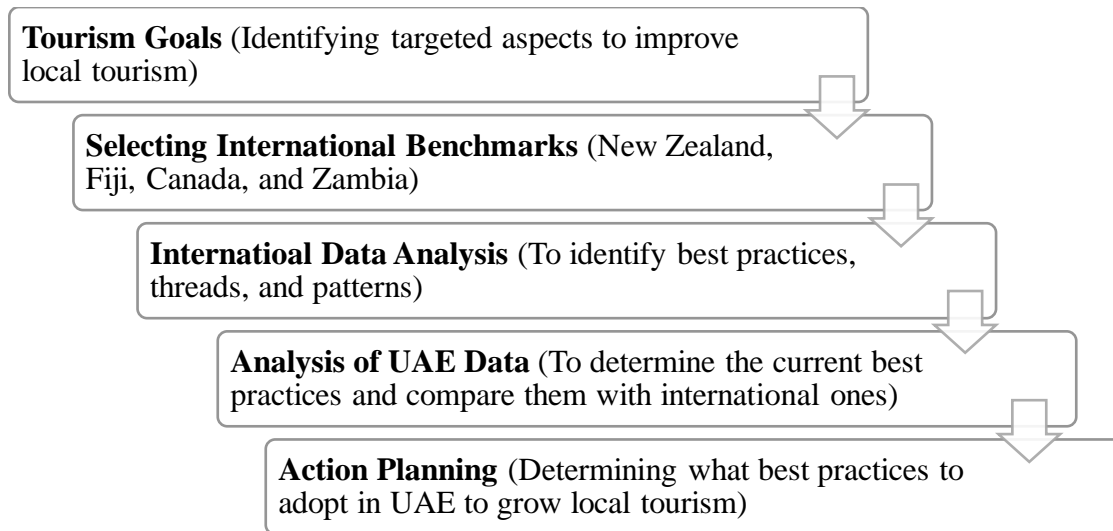 Tourism Goals (Identifying targeted aspects to improve
local tourism)
Selecting International Benchmarks (New Zealand,
Fiji, Canada, and Zambia)
Internatioal Data Analysis (To identify best practices,
threads, and patterns)
Analysis of UAE Data (To determine the current best
practices and compare them with international ones)
Action Planning (Determining what best practices to
adopt in UAE to grow local tourism)